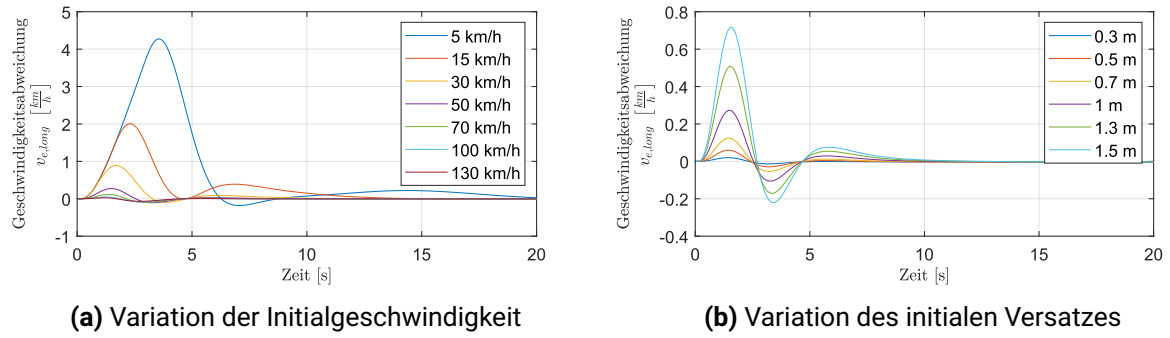 Geschwindigkeitsabweichung
v_{e,long} [km/h]
5
4
3
2
1
0
-1
0
5
10
15
20
Zeit [s]
5 km/h
15 km/h
30 km/h
50 km/h
70 km/h
100 km/h
130 km/h
(a) Variation der Initialgeschwindigkeit
Geschwindigkeitsabweichung
v_{e,long} [km/h]
0.8
0.6
0.4
0.2
0
0.2
0.4
0
5
10
15
20
Zeit [s]
0.3 m
0.5 m
0.7 m
1 m
1.3 m
1.5 m
(b) Variation des initialen Versatzes